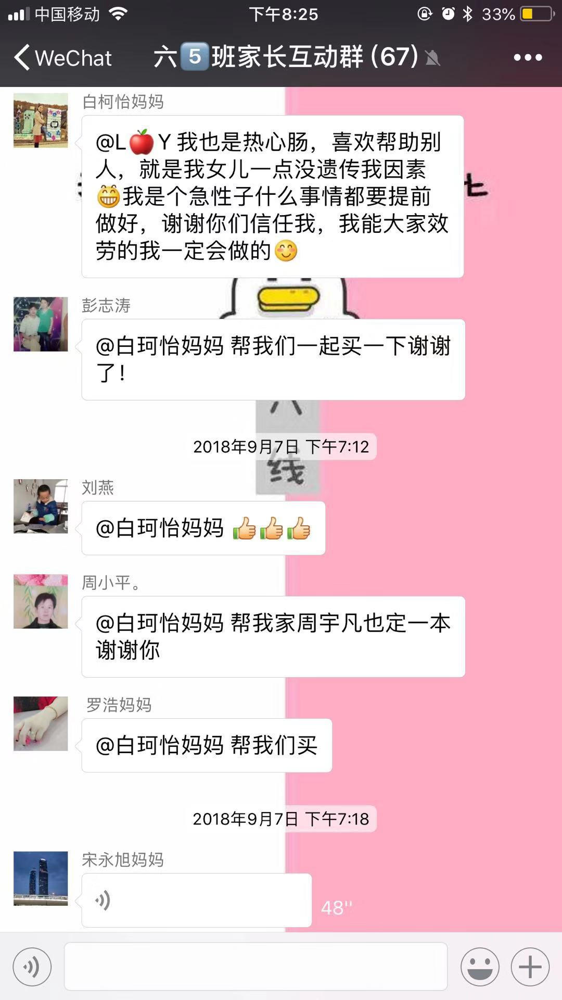 中国移动 下午8:25 33%
WeChat 六5️⃣班家长互动群(67)
白柯怡妈妈
@L🍎Y 我也是热心肠，喜欢帮助别
人，就是我女儿一点没遗传我因素
😁我是个急性子什么事情都要提前
做好，谢谢你们信任我，我能大家效
劳的我一定会做的😊
彭志涛
@白珂怡妈妈 帮我们一起买一下谢谢
了！
2018年9月7日 下午7:12
线
刘燕
@白珂怡妈妈 👍👍👍
周小平。
@白珂怡妈妈 帮我家周宇凡也定一本
谢谢你
罗浩妈妈
@白珂怡妈妈 帮我们买
2018年9月7日 下午7:18
宋永旭妈妈
48"